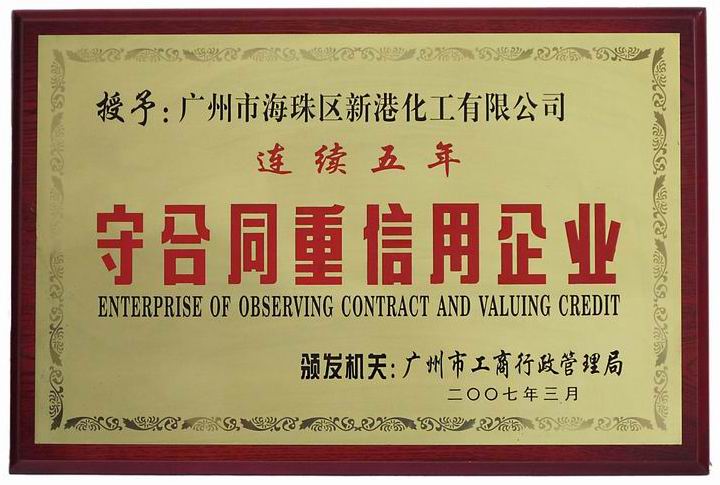 授予:广州市海珠区新港化工有限公司
连续五年
守合同重信用企业
ENTERPRISE OF OBSERVING CONTRACT AND VALUING CREDIT
颁发机关:广州市工商行政管理局
二〇〇七年三月